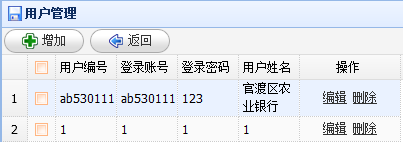 用户管理
增加 返回
用户编号 登录账号 登录密码 用户姓名 操作
1 ab530111 ab530111 123 官渡区农业银行 编辑 删除
2 1 1 1 1 编辑 删除